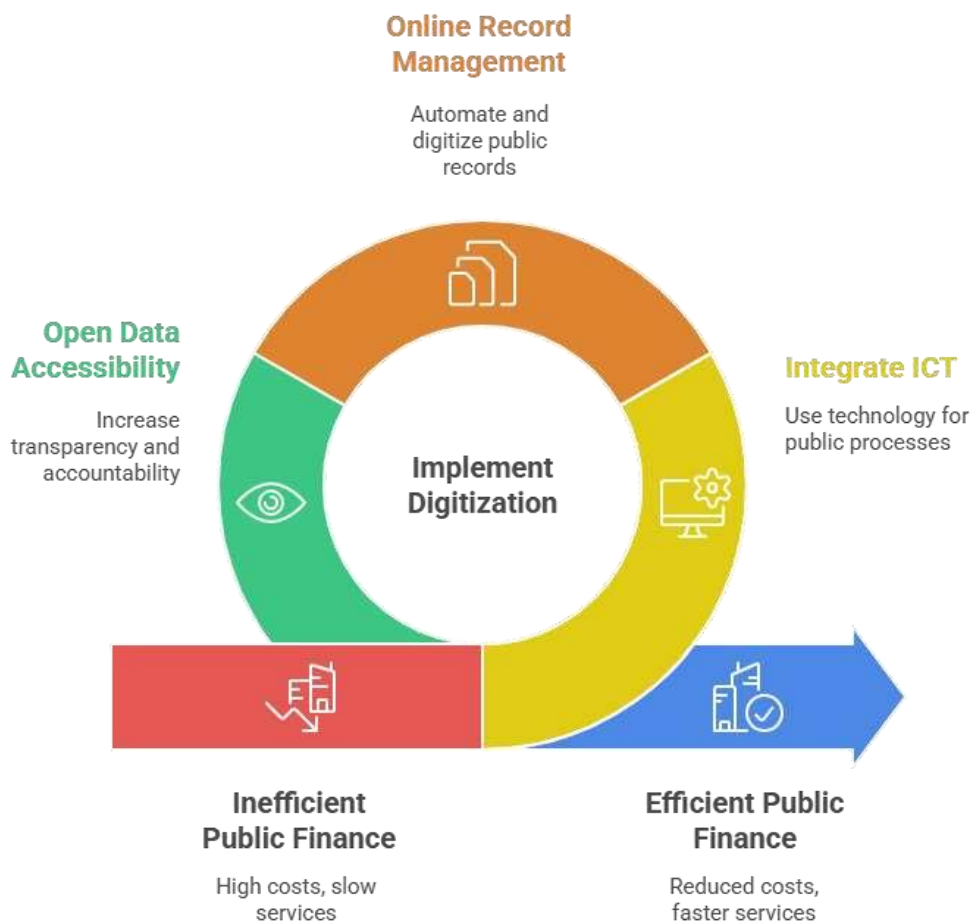 Online Record
Management
Automate and
digitize public
records
Open Data
Accessibility
Increase
transparency and
accountability
Integrate ICT
Use technology for
public processes
Implement
Digitization
Inefficient
Public Finance
High costs, slow
services
Efficient Public
Finance
Reduced costs,
faster services